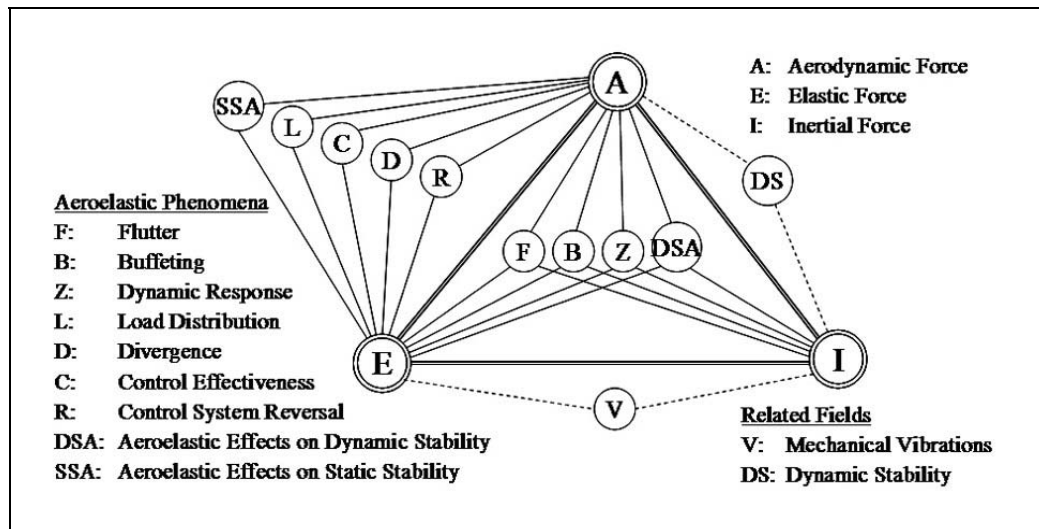 A
A: Aerodynamic Force
E: Elastic Force
I: Inertial Force
SSA
L
C
D
R
DS
Aeroelastic Phenomena
F: Flutter
B: Buffeting
Z: Dynamic Response
L: Load Distribution
D: Divergence
C: Control Effectiveness
R: Control System Reversal
DSA: Aeroelastic Effects on Dynamic Stability
SSA: Aeroelastic Effects on Static Stability
F
B
Z
DSA
E
I
V
Related Fields
V: Mechanical Vibrations
DS: Dynamic Stability